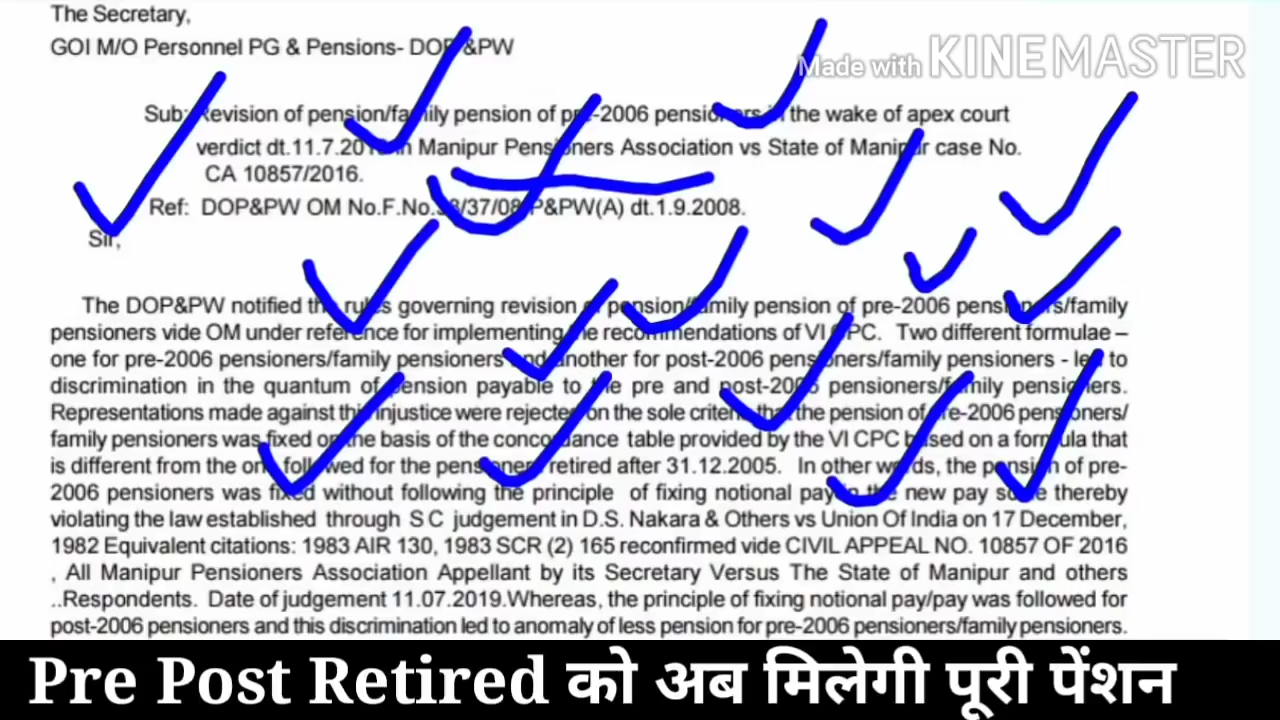 The Secretary,
GOI M/O Personnel PG & Pensions- DOP&PW
Made with KINEMASTER
Sub: Revision of pension/family pension of pre-2006 pensioners in the wake of apex court
verdict dt.11.7.2019 in Manipur Pensioners Association vs State of Manipur case No.
CA 10857/2016.
Ref: DOP&PW OM No.F.No.38/37/08-P&PW(A) dt.1.9.2008.
Sir,
The DOP&PW notified the rules governing revision of pension/family pension of pre-2006 pensioners/family
pensioners vide OM under reference for implementing the recommendations of VI CPC. Two different formulae –
one for pre-2006 pensioners/family pensioners and another for post-2006 pensioners/family pensioners - led to
discrimination in the quantum of pension payable to the pre and post-2006 pensioners/family pensioners.
Representations made against this injustice were rejected on the sole criteria that the pension of pre-2006 pensioners/
family pensioners was fixed on the basis of the concordance table provided by the VI CPC based on a formula that
is different from the one followed for the pensioners retired after 31.12.2005. In other words, the pension of pre-
2006 pensioners was fixed without following the principle of fixing notional pay in the new pay scale thereby
violating the law established through S C judgement in D.S. Nakara & Others vs Union Of India on 17 December,
1982 Equivalent citations: 1983 AIR 130, 1983 SCR (2) 165 reconfirmed vide CIVIL APPEAL NO. 10857 OF 2016
, All Manipur Pensioners Association Appellant by its Secretary Versus The State of Manipur and others
..Respondents. Date of judgement 11.07.2019.Whereas, the principle of fixing notional pay/pay was followed for
post-2006 pensioners and this discrimination led to anomaly of less pension for pre-2006 pensioners/family pensioners.
Pre Post Retired को अब मिलेगी पूरी पेंशन